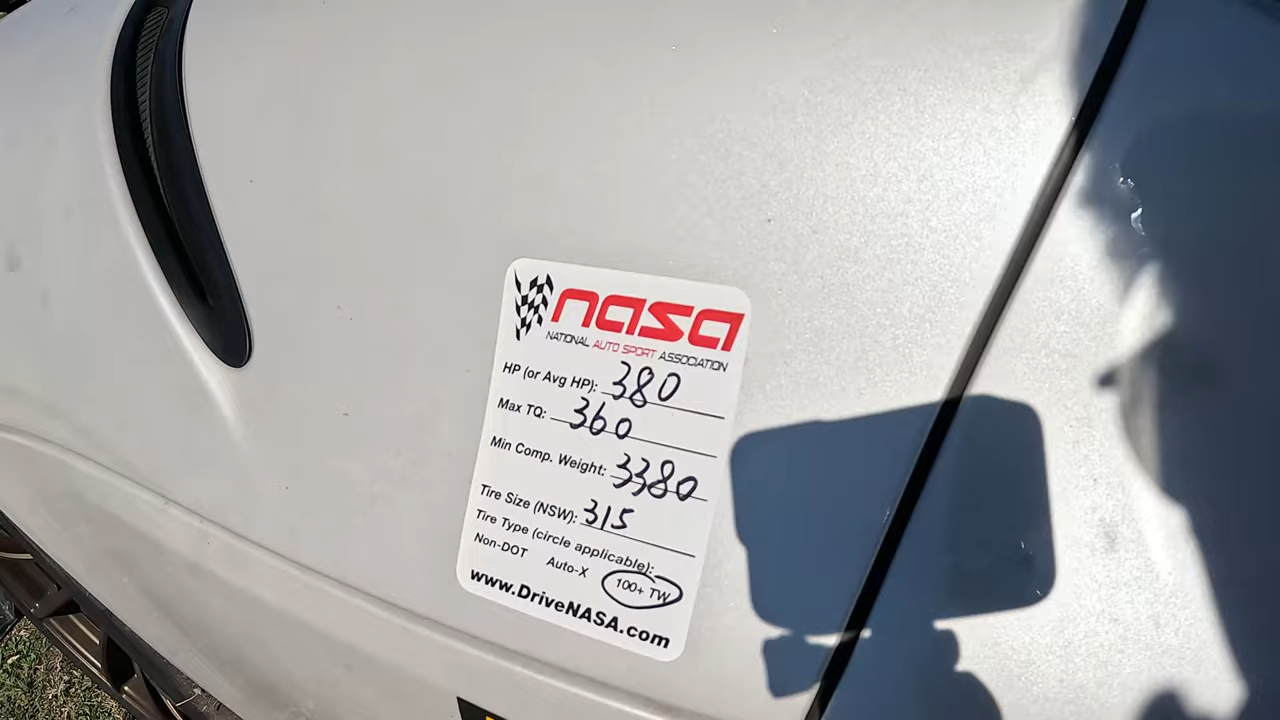 nasa
NATIONAL AUTO SPORT ASSOCIATION
HP (or Avg HP): 380
Max TQ: 360
Min Comp. Weight: 3380
Tire Size (NSW): 315
Tire Type (circle applicable):
Non-DOT Auto-X 100+ TW
www.DriveNASA.com